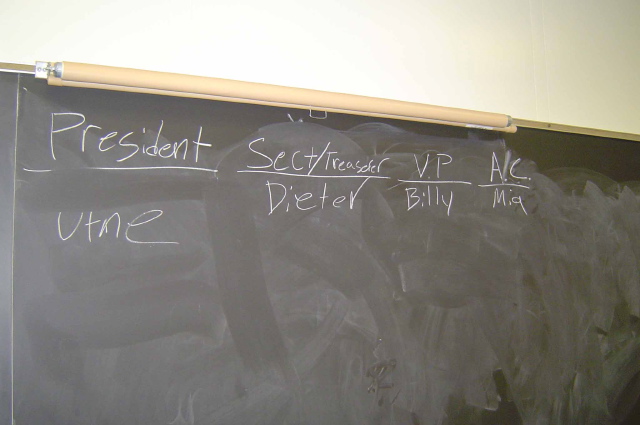 President Sect/Treasurer V.P A.C.
Utne Dieter Billy Mia